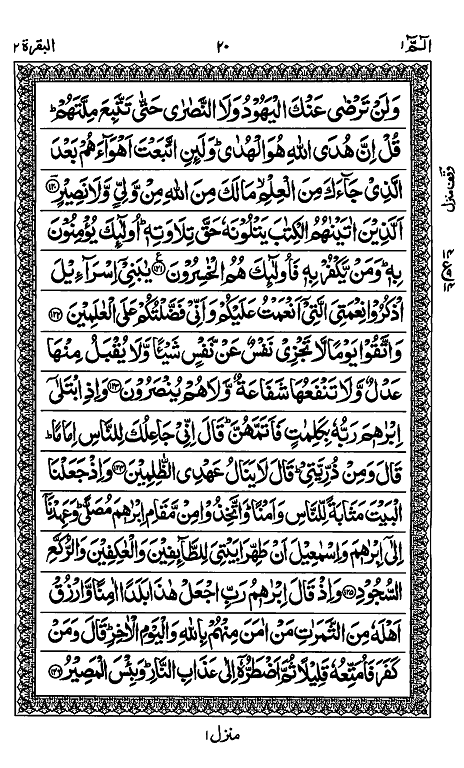 الٓمّٓ ١ ٢٠ البقرة ٢
وَلَنْ تَرْضٰى عَنْكَ الْيَهُوْدُ وَلَا النَّصٰرٰى حَتّٰى تَتَّبِعَ مِلَّتَهُمْ ؕ
قُلْ اِنَّ هُدَى اللّٰهِ هُوَ الْهُدٰى ؕ وَلَئِنِ اتَّبَعْتَ اَهْوَآءَهُمْ بَعْدَ
الَّذِىْ جَآءَكَ مِنَ الْعِلْمِ ۙ مَا لَكَ مِنَ اللّٰهِ مِنْ وَّلِىٍّ وَّلَا نَصِيْرٍ ﴿۱۲۰﴾
اَلَّذِيْنَ اٰتَيْنٰهُمُ الْكِتٰبَ يَتْلُوْنَهٗ حَقَّ تِلَاوَتِهٖ ؕ اُولٰٓئِكَ يُؤْمِنُوْنَ
بِهٖ ؕ وَمَنْ يَّكْفُرْ بِهٖ فَاُولٰٓئِكَ هُمُ الْخٰسِرُوْنَ ﴿۱۲۱﴾ ع يٰبَنِىْٓ اِسْرَآءِيْلَ
اذْكُرُوْا نِعْمَتِىَ الَّتِىْٓ اَنْعَمْتُ عَلَيْكُمْ وَاَنِّىْ فَضَّلْتُكُمْ عَلَى الْعٰلَمِيْنَ ﴿۱۲۲﴾
وَاتَّقُوْا يَوْمًا لَّا تَجْزِىْ نَفْسٌ عَنْ نَّفْسٍ شَيْـًٔا وَّلَا يُقْبَلُ مِنْهَا
عَدْلٌ وَّلَا تَنْفَعُهَا شَفَاعَةٌ وَّلَا هُمْ يُنْصَرُوْنَ ﴿۱۲۳﴾ وَاِذِ ابْتَلٰٓى
اِبْرٰهٖمَ رَبُّهٗ بِكَلِمٰتٍ فَاَتَمَّهُنَّ ؕ قَالَ اِنِّىْ جَاعِلُكَ لِلنَّاسِ اِمَامًا ؕ
قَالَ وَمِنْ ذُرِّيَّتِىْ ؕ قَالَ لَا يَنَالُ عَهْدِى الظّٰلِمِيْنَ ﴿۱۲۴﴾ وَاِذْ جَعَلْنَا
الْبَيْتَ مَثَابَةً لِّلنَّاسِ وَاَمْنًا ؕ وَاتَّخِذُوْا مِنْ مَّقَامِ اِبْرٰهٖمَ مُصَلًّى ؕ وَعَهِدْنَآ
اِلٰٓى اِبْرٰهٖمَ وَاِسْمٰعِيْلَ اَنْ طَهِّرَا بَيْتِىَ لِلطَّآئِفِيْنَ وَالْعٰكِفِيْنَ وَالرُّكَّعِ
السُّجُوْدِ ﴿۱۲۵﴾ وَاِذْ قَالَ اِبْرٰهٖمُ رَبِّ اجْعَلْ هٰذَا بَلَدًا اٰمِنًا وَّارْزُقْ
اَهْلَهٗ مِنَ الثَّمَرٰتِ مَنْ اٰمَنَ مِنْهُمْ بِاللّٰهِ وَالْيَوْمِ الْاٰخِرِ ؕ قَالَ وَمَنْ
كَفَرَ فَاُمَتِّعُهٗ قَلِيْلًا ثُمَّ اَضْطَرُّهٗٓ اِلٰى عَذَابِ النَّارِ ؕ وَبِئْسَ الْمَصِيْرُ ﴿۱۲۶﴾
وقف منزل
منزل ١